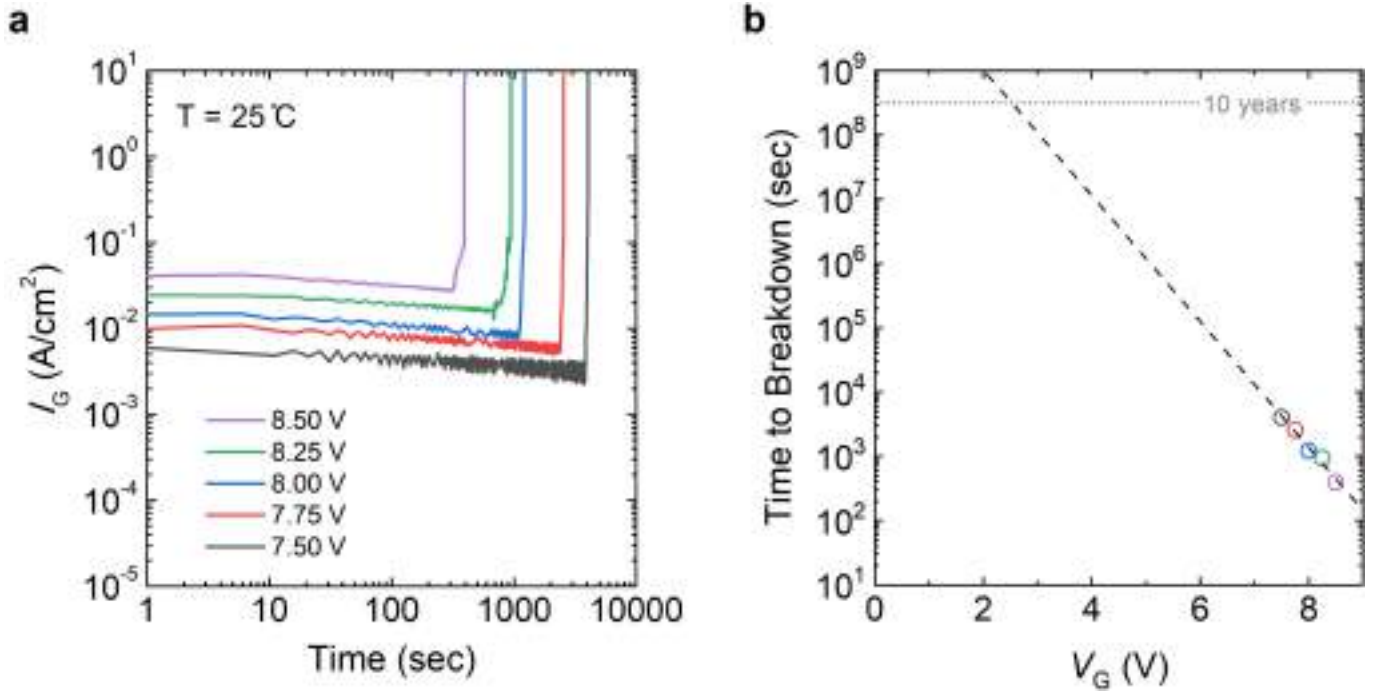 a
10¹
10⁰
10⁻¹
10⁻²
10⁻³
10⁻⁴
10⁻⁵
I_G (A/cm²)
T = 25℃
8.50 V
8.25 V
8.00 V
7.75 V
7.50 V
1 10 100 1000 10000
Time (sec)
b
10⁹
10⁸
10⁷
10⁶
10⁵
10⁴
10³
10²
10¹
Time to Breakdown (sec)
10 years
0 2 4 6 8
V_G (V)